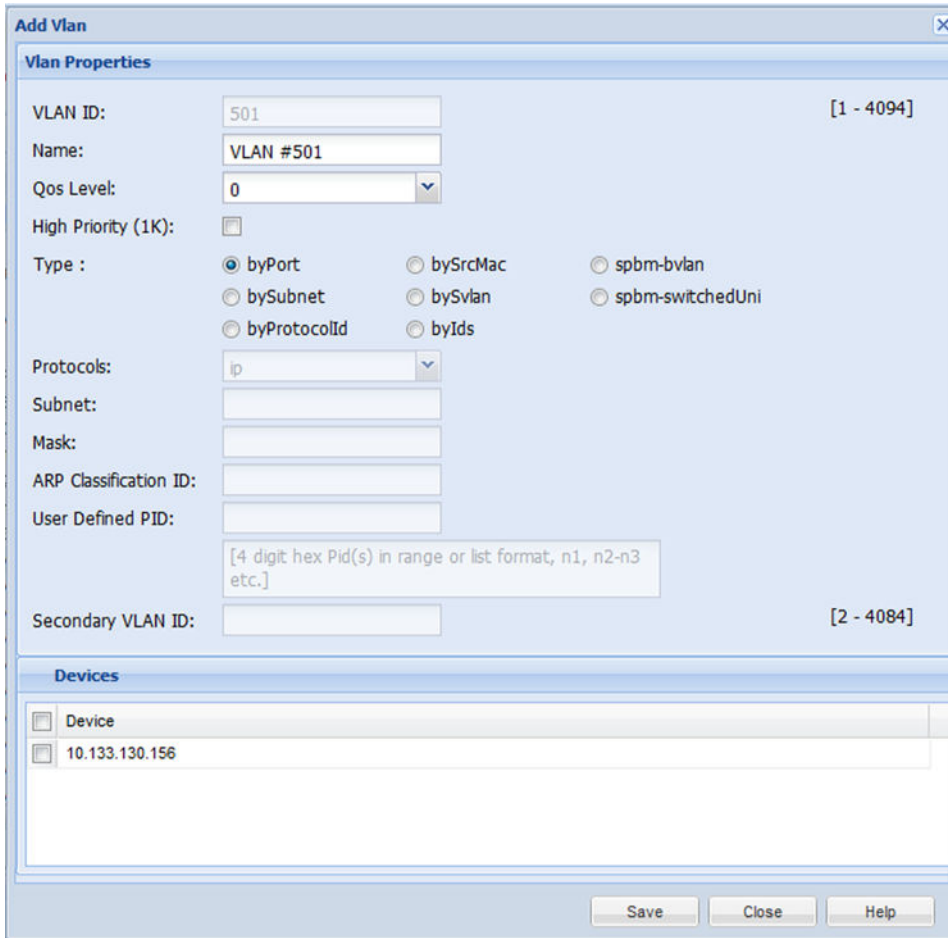 Add Vlan
Vlan Properties
VLAN ID: 501 [1 - 4094]
Name: VLAN #501
Qos Level: 0
High Priority (1K):
Type : byPort bySrcMac spbm-bvlan
bySubnet bySvlan spbm-switchedUni
byProtocolId byIds
Protocols: ip
Subnet:
Mask:
ARP Classification ID:
User Defined PID:
[4 digit hex Pid(s) in range or list format, n1, n2-n3
etc.]
Secondary VLAN ID: [2 - 4084]
Devices
Device
10.133.130.156
Save Close Help